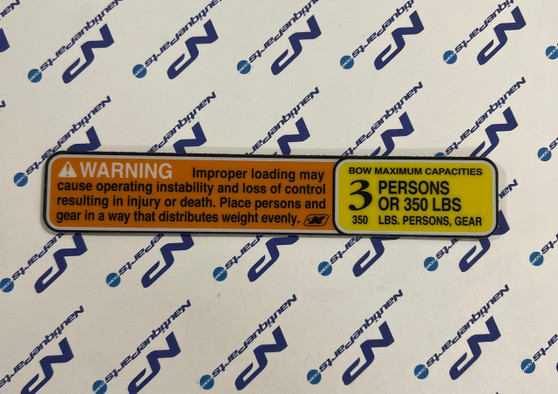 WARNING Improper loading may
cause operating instability and loss of control
resulting in injury or death. Place persons and
gear in a way that distributes weight evenly.
BOW MAXIMUM CAPACITIES
3 PERSONS
OR 350 LBS
350 LBS. PERSONS, GEAR
NautiqueParts